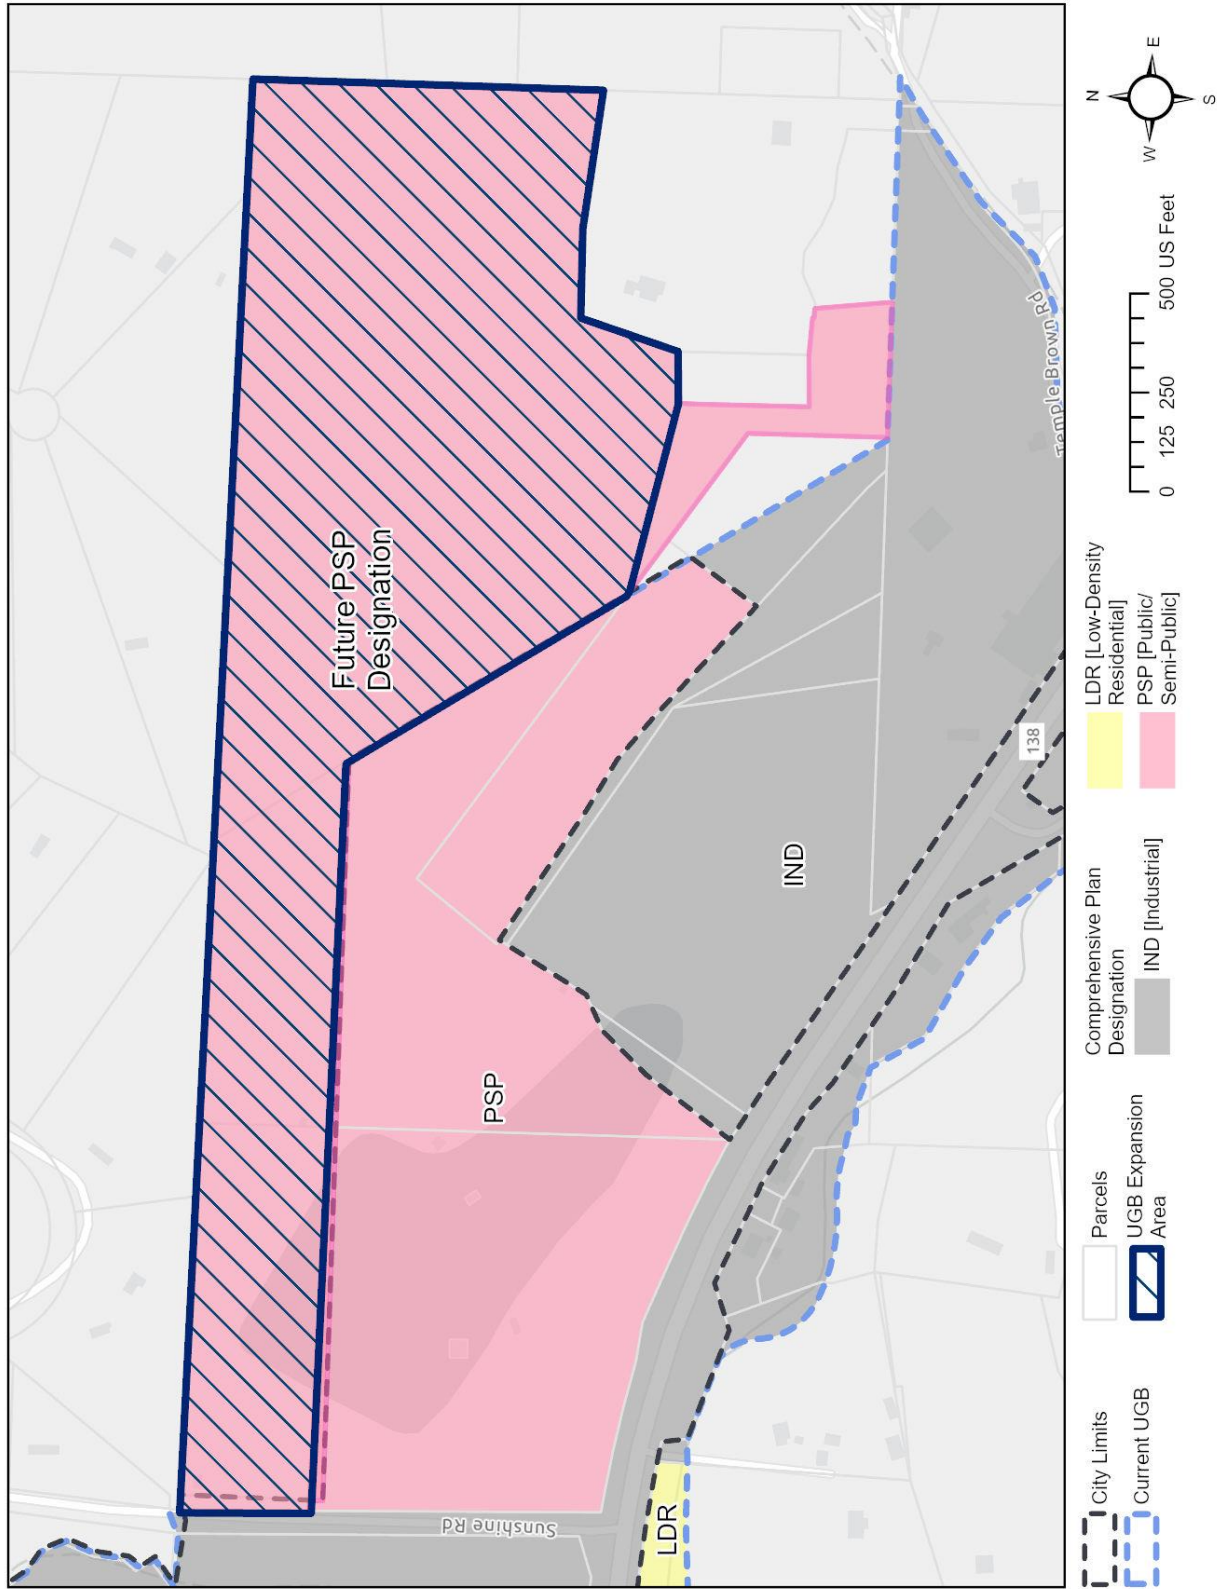 Future PSP
Designation
PSP
IND
138
Temple Brown Rd
Sunshine Rd
LDR
City Limits
Current UGB
Parcels
UGB Expansion
Area
Comprehensive Plan
Designation
IND [Industrial]
LDR [Low-Density
Residential]
PSP [Public/
Semi-Public]
0 125 250 500 US Feet
N
W E
S